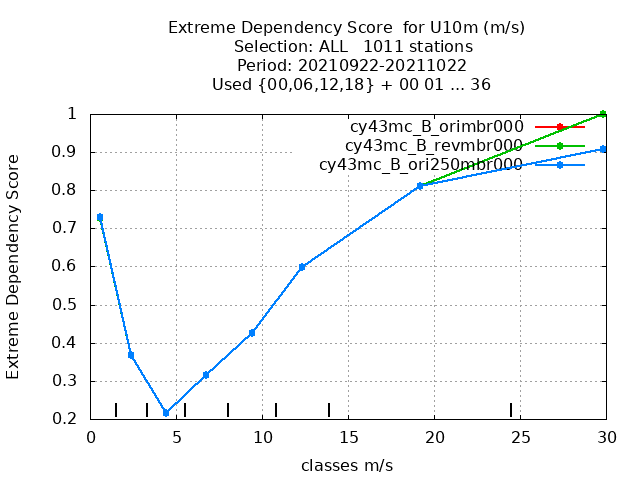 Extreme Dependency Score  for U10m (m/s)
Selection: ALL   1011 stations
Period: 20210922-20211022
Used {00,06,12,18} + 00 01 ... 36
Extreme Dependency Score
1
0.9
0.8
0.7
0.6
0.5
0.4
0.3
0.2
cy43mc_B_orimbr000
cy43mc_B_revmbr000
cy43mc_B_ori250mbr000
0 5 10 15 20 25 30
classes m/s